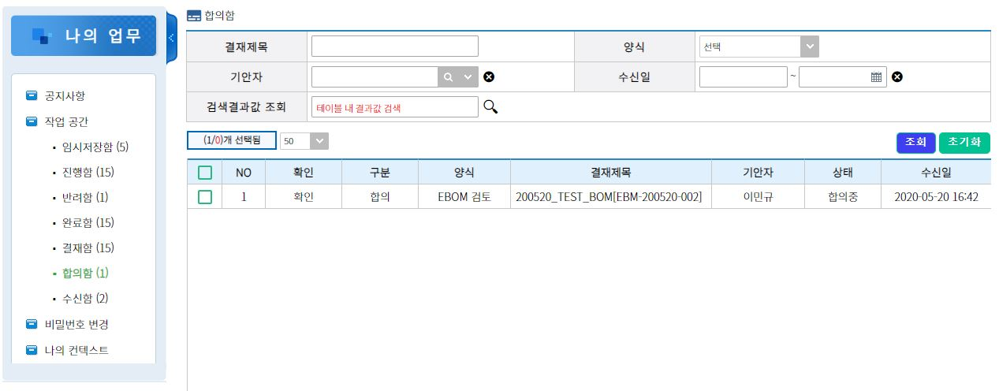 나의 업무
공지사항
작업 공간
임시저장함 (5)
진행함 (15)
반려함 (1)
완료함 (15)
결재함 (15)
합의함 (1)
수신함 (2)
비밀번호 변경
나의 컨텍스트
합의함
결재제목 양식 선택
기안자 수신일 ~
검색결과값 조회 테이블 내 결과값 검색
(1/0)개 선택됨 50 조회 초기화
NO 확인 구분 양식 결재제목 기안자 상태 수신일
1 확인 합의 EBOM 검토 200520_TEST_BOM[EBM-200520-002] 이민규 합의중 2020-05-20 16:42